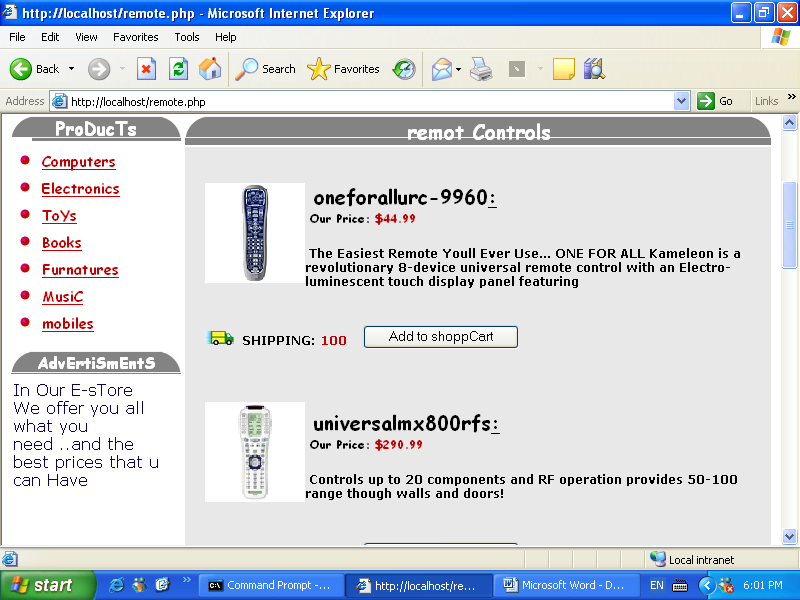 http://localhost/remote.php - Microsoft Internet Explorer
File Edit View Favorites Tools Help
Back Search Favorites
Address http://localhost/remote.php Go Links »
ProDucTs
Computers
Electronics
ToYs
Books
Furnatures
MusiC
mobiles
AdvErtiSmEntS
In Our E-sTore
We offer you all
what you
need ..and the
best prices that u
can Have
remot Controls
oneforallurc-9960:
Our Price: $44.99
The Easiest Remote Youll Ever Use... ONE FOR ALL Kameleon is a
revolutionary 8-device universal remote control with an Electro-
luminescent touch display panel featuring
SHIPPING: 100 Add to shoppCart
universalmx800rfs:
Our Price: $290.99
Controls up to 20 components and RF operation provides 50-100
range though walls and doors!
Local intranet
start » Command Prompt -... http://localhost/re... Microsoft Word - D... EN 6:01 PM